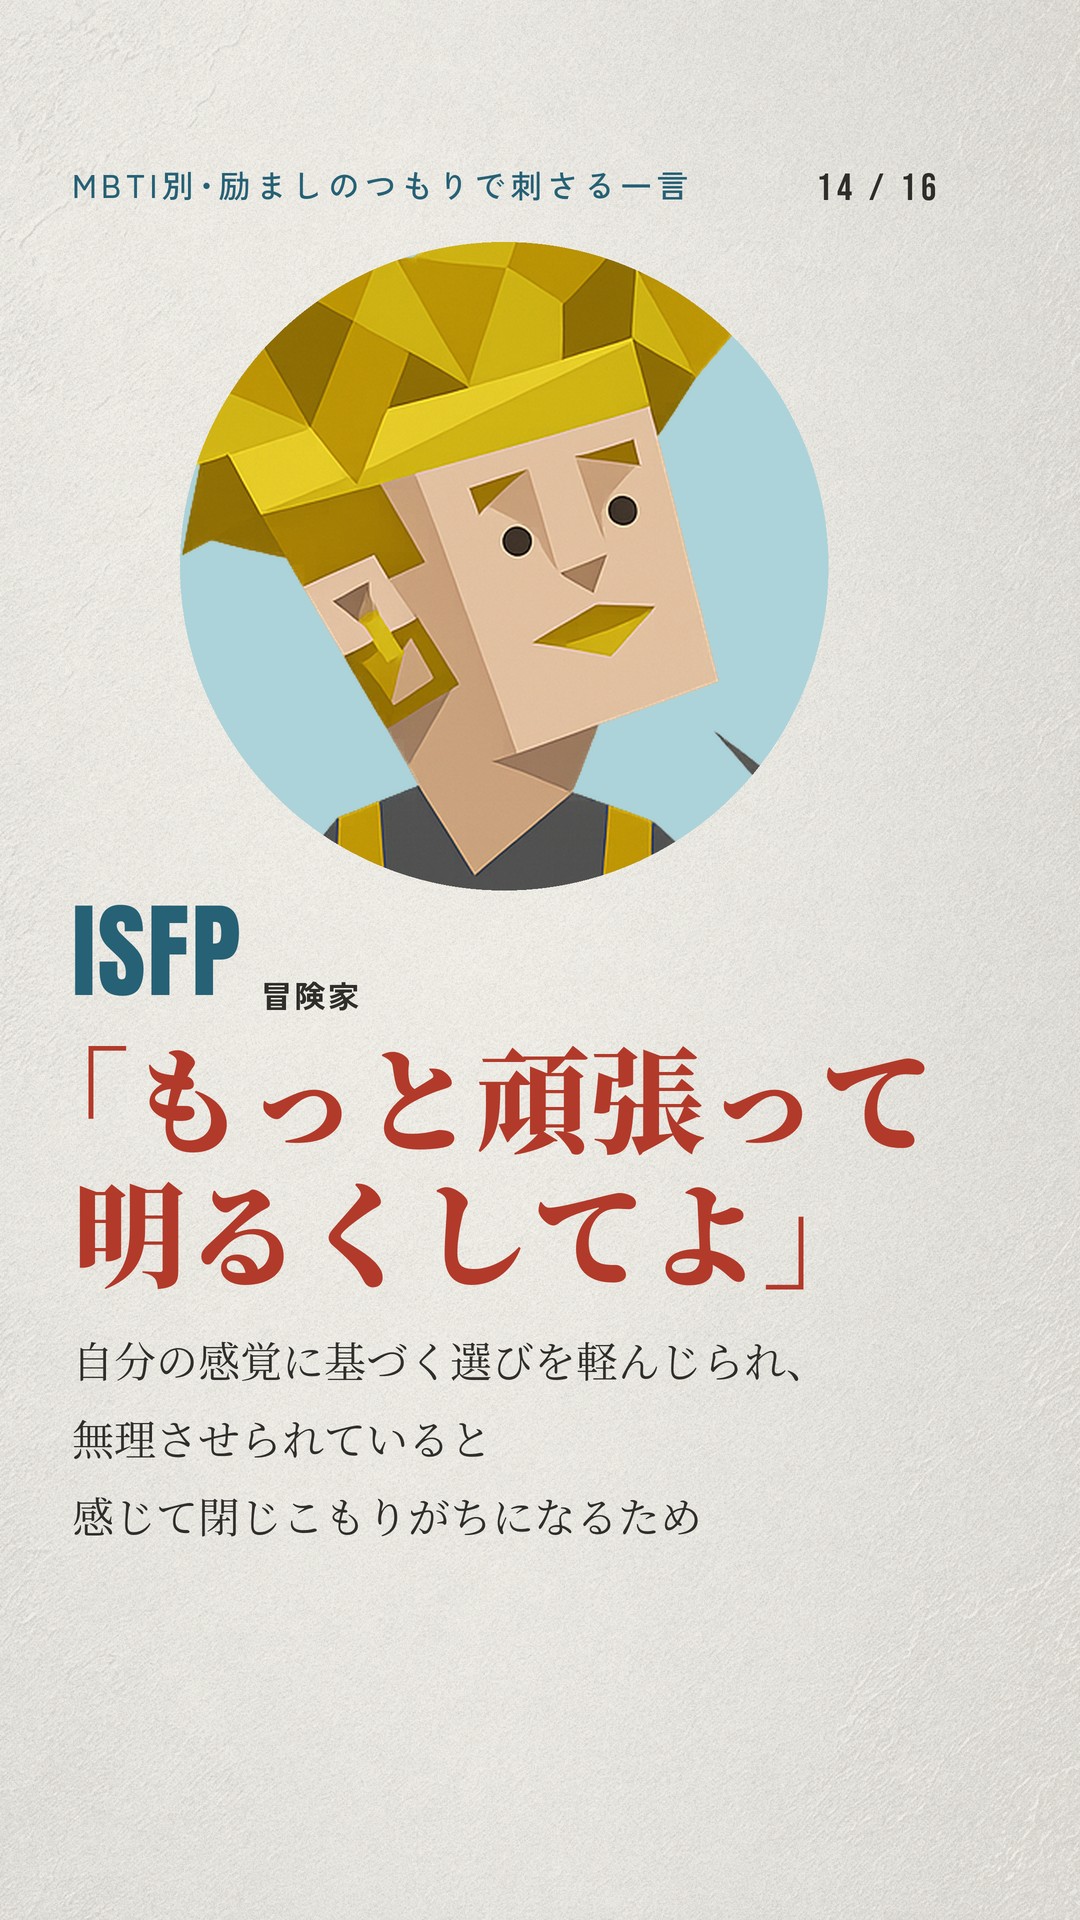 MBTI別・励ましのつもりで刺さる一言 14 / 16
ISFP 冒険家
「もっと頑張って
明るくしてよ」
自分の感覚に基づく選びを軽んじられ、
無理させられていると
感じて閉じこもりがちになるため